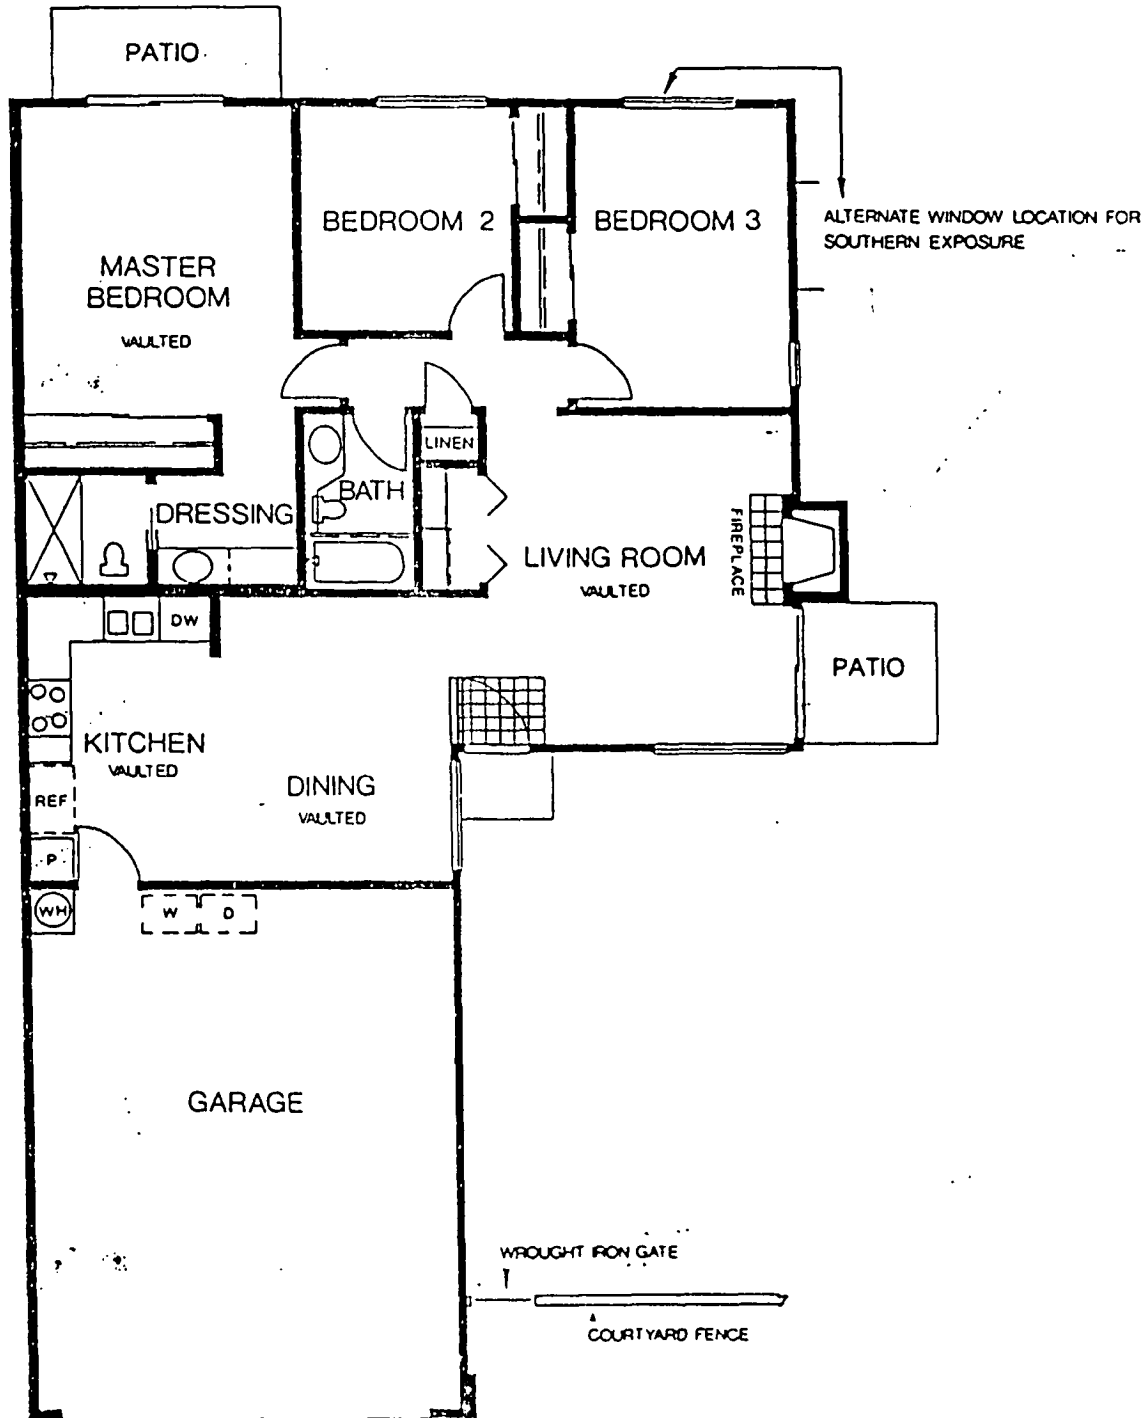 PATIO
BEDROOM 2
BEDROOM 3
ALTERNATE WINDOW LOCATION FOR
SOUTHERN EXPOSURE
MASTER
BEDROOM
VAULTED
LINEN
BATH
DRESSING
FIREPLACE
LIVING ROOM
VAULTED
DW
PATIO
KITCHEN
VAULTED
DINING
VAULTED
REF
P
WH
W
D
GARAGE
WROUGHT IRON GATE
COURTYARD FENCE